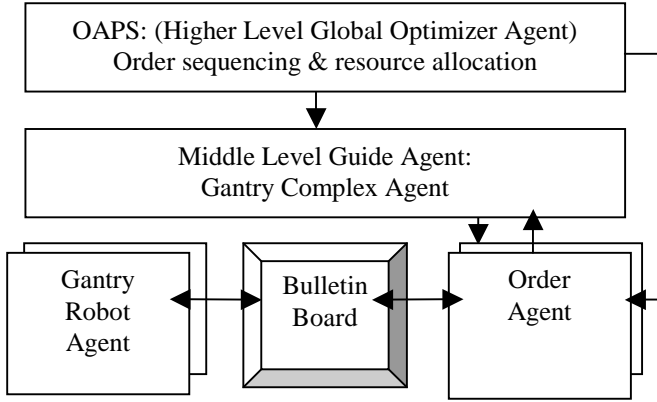 OAPS: (Higher Level Global Optimizer Agent)
Order sequencing & resource allocation
Middle Level Guide Agent:
Gantry Complex Agent
Gantry
Robot
Agent
Bulletin
Board
Order
Agent